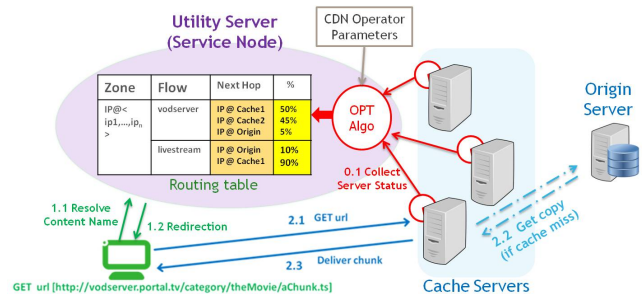 Utility Server
(Service Node)
CDN Operator
Parameters
Zone Flow Next Hop %
IP@<
ip1,...,ipn
>
vodserver
IP @ Cache1 50%
IP @ Cache2 45%
IP @ Origin 5%
livestream
IP @ Origin 10%
IP @ Cache1 90%
Routing table
OPT
Algo
Origin
Server
0.1 Collect
Server Status
1.1 Resolve
Content Name
1.2 Redirection
2.1 GET url
2.2 Get copy
(if cache miss)
2.3 Deliver chunk
Cache Servers
GET url [http://vodserver.portal.tv/category/theMovie/aChunk.ts]